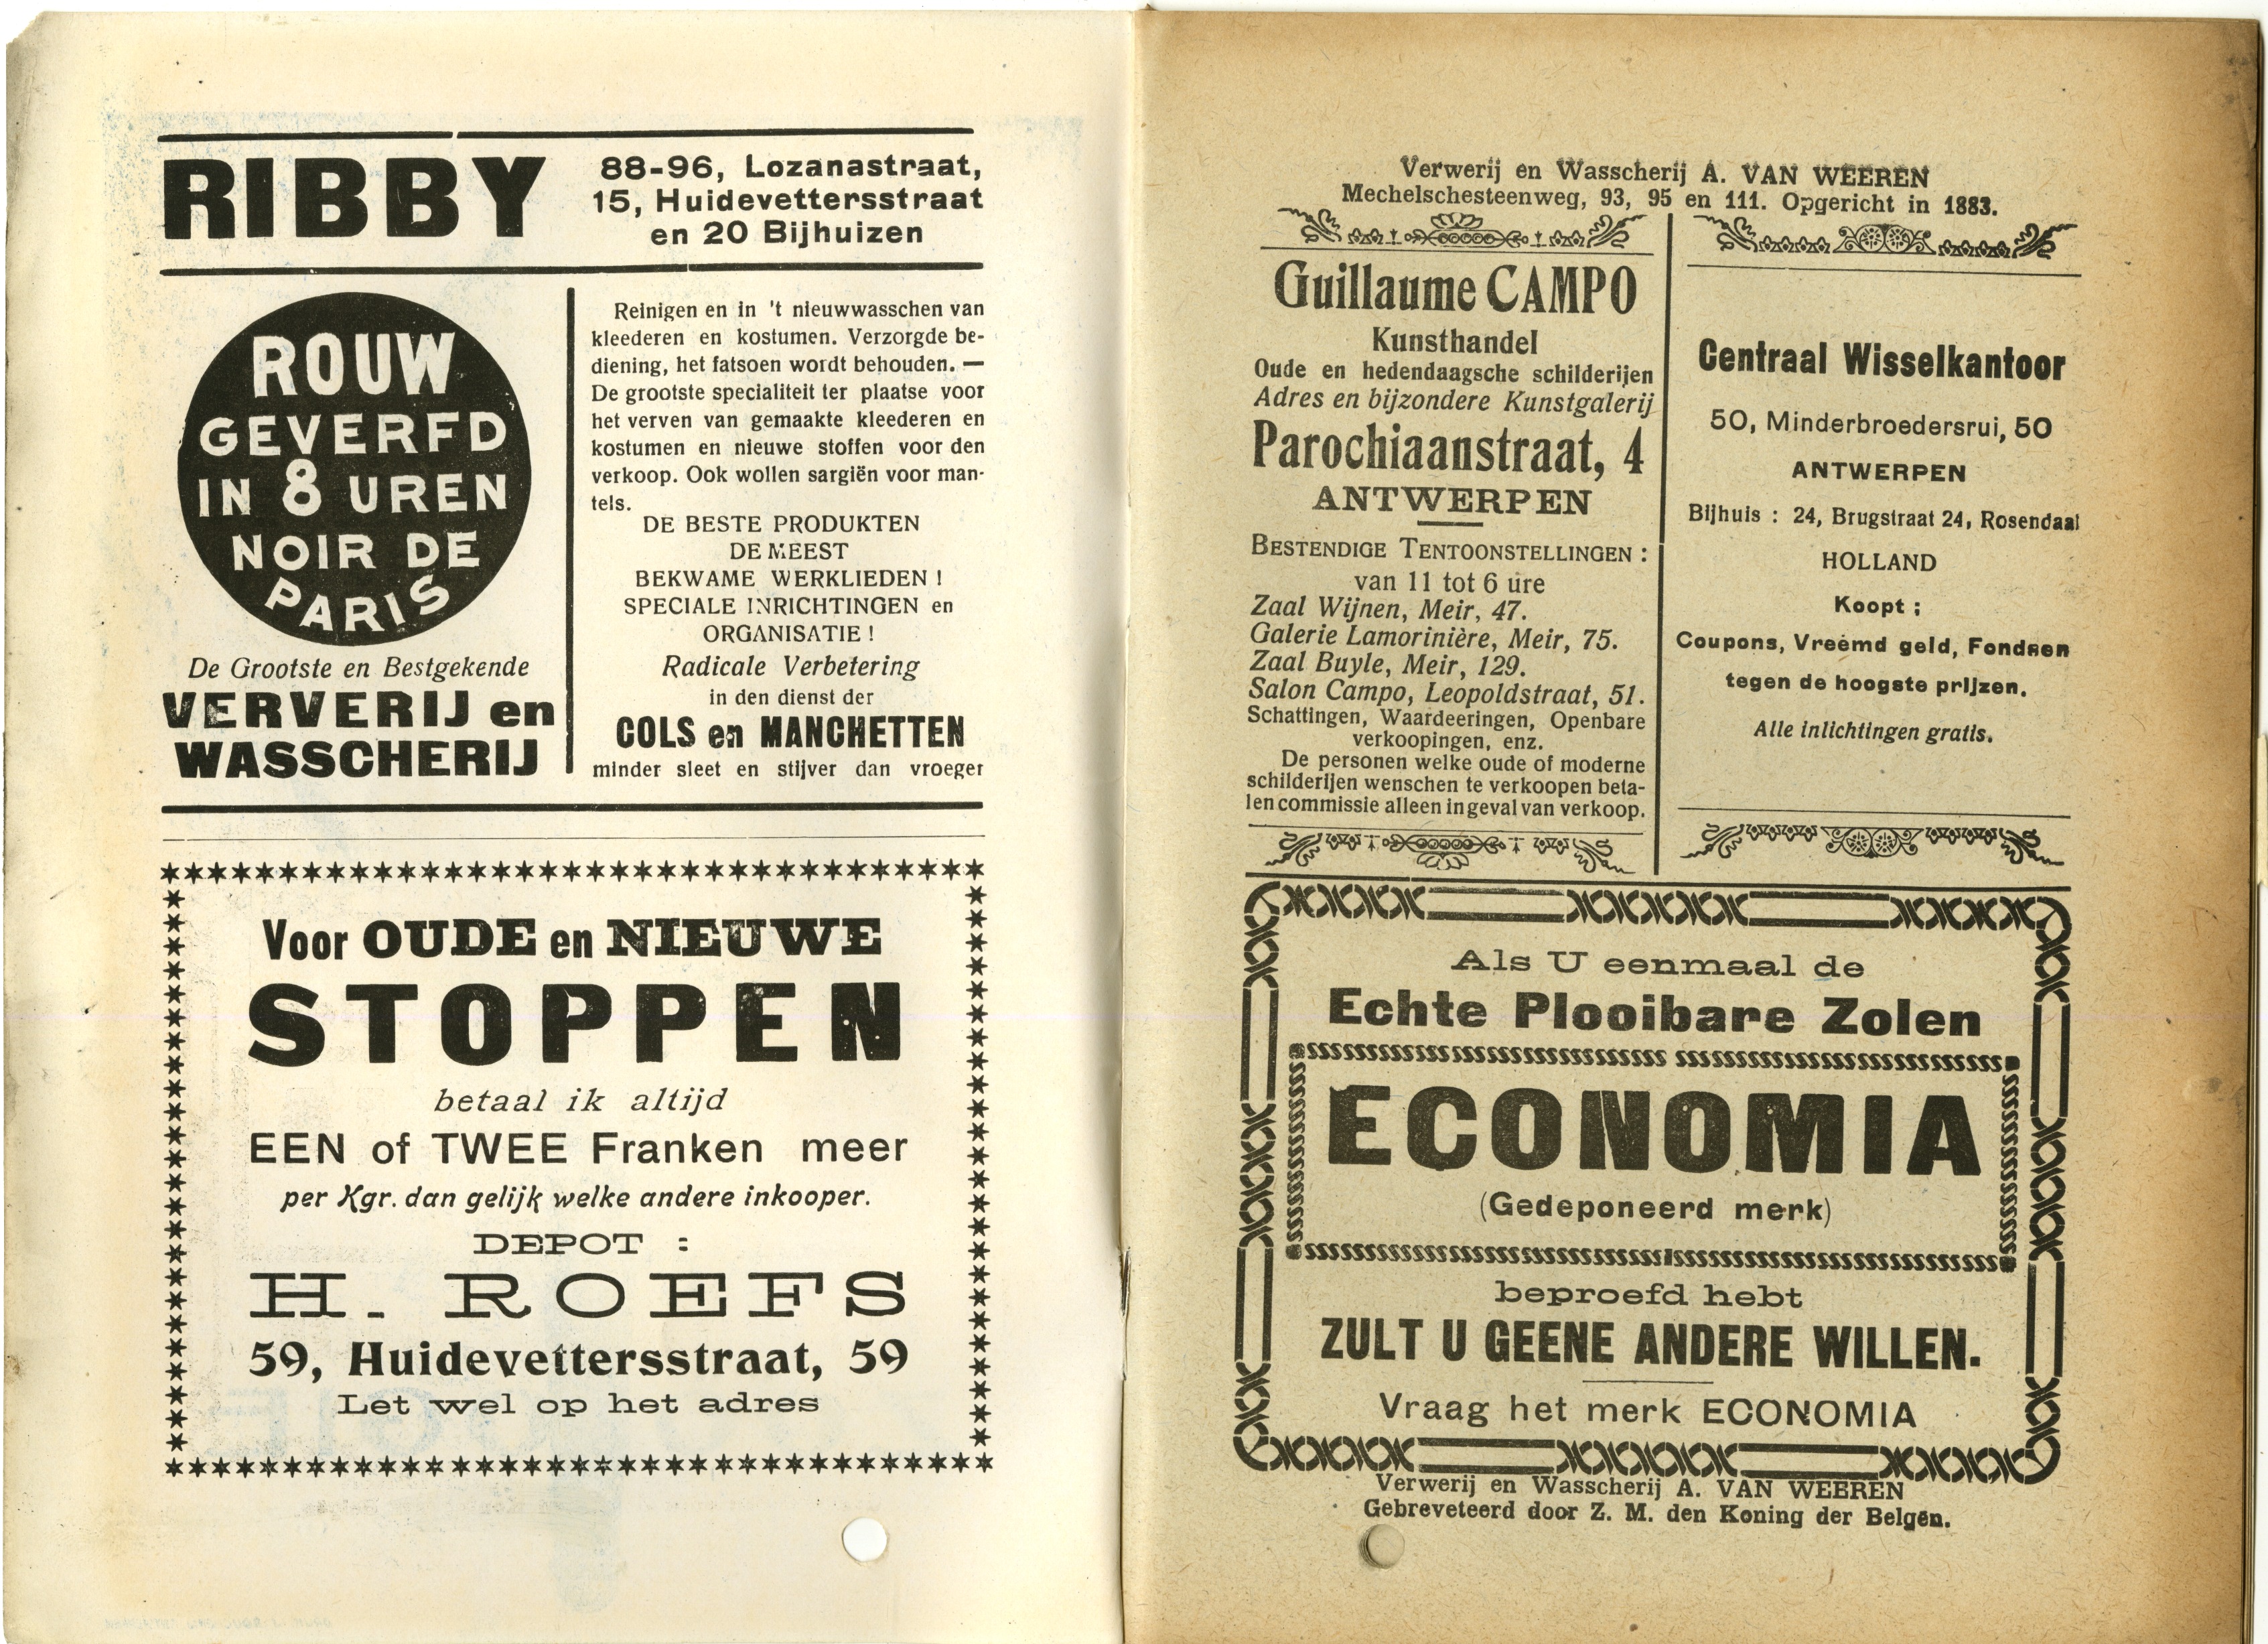 RIBBY
88-96, Lozanastraat,
15, Huidevettersstraat
en 20 Bijhuizen
ROUW
GEVERFD
IN 8 UREN
NOIR DE
PARIS
De Grootste en Bestgekende
VERVERIJ en
WASSCHERIJ
Reinigen en in 't nieuwwasschen van
kleederen en kostumen. Verzorgde be-
diening, het fatsoen wordt behouden. —
De grootste specialiteit ter plaatse voor
het verven van gemaakte kleederen en
kostumen en nieuwe stoffen voor den
verkoop. Ook wollen sargiën voor man-
tels.
DE BESTE PRODUKTEN
DE MEEST
BEKWAME WERKLIEDEN !
SPECIALE INRICHTINGEN en
ORGANISATIE !
Radicale Verbetering
in den dienst der
COLS en MANCHETTEN
minder sleet en stijver dan vroeger
Voor OUDE en NIEUWE
STOPPEN
betaal ik altijd
EEN of TWEE Franken meer
per Kgr. dan gelijk welke andere inkooper.
DEPOT :
H. ROEFS
59, Huidevettersstraat, 59
Let wel op het adres
Verwerij en Wasscherij A. VAN WEEREN
Mechelschesteenweg, 93, 95 en 111. Opgericht in 1883.
Guillaume CAMPO
Kunsthandel
Oude en hedendaagsche schilderijen
Adres en bijzondere Kunstgalerij
Parochiaanstraat, 4
ANTWERPEN
BESTENDIGE TENTOONSTELLINGEN :
van 11 tot 6 ure
Zaal Wijnen, Meir, 47.
Galerie Lamorinière, Meir, 75.
Zaal Buyle, Meir, 129.
Salon Campo, Leopoldstraat, 51.
Schattingen, Waardeeringen, Openbare
verkoopingen, enz.
De personen welke oude of moderne
schilderijen wenschen te verkoopen beta-
len commissie alleen ingeval van verkoop.
Centraal Wisselkantoor
50, Minderbroedersrui, 50
ANTWERPEN
Bijhuis : 24, Brugstraat 24, Rosendaal
HOLLAND
Koopt ;
Coupons, Vreemd geld, Fondsen
tegen de hoogste prijzen.
Alle inlichtingen gratis.
Als U eenmaal de
Echte Plooibare Zolen
ECONOMIA
(Gedeponeerd merk)
beproefd hebt
ZULT U GEENE ANDERE WILLEN.
Vraag het merk ECONOMIA
Verwerij en Wasscherij A. VAN WEEREN
Gebreveteerd door Z. M. den Koning der Belgen.